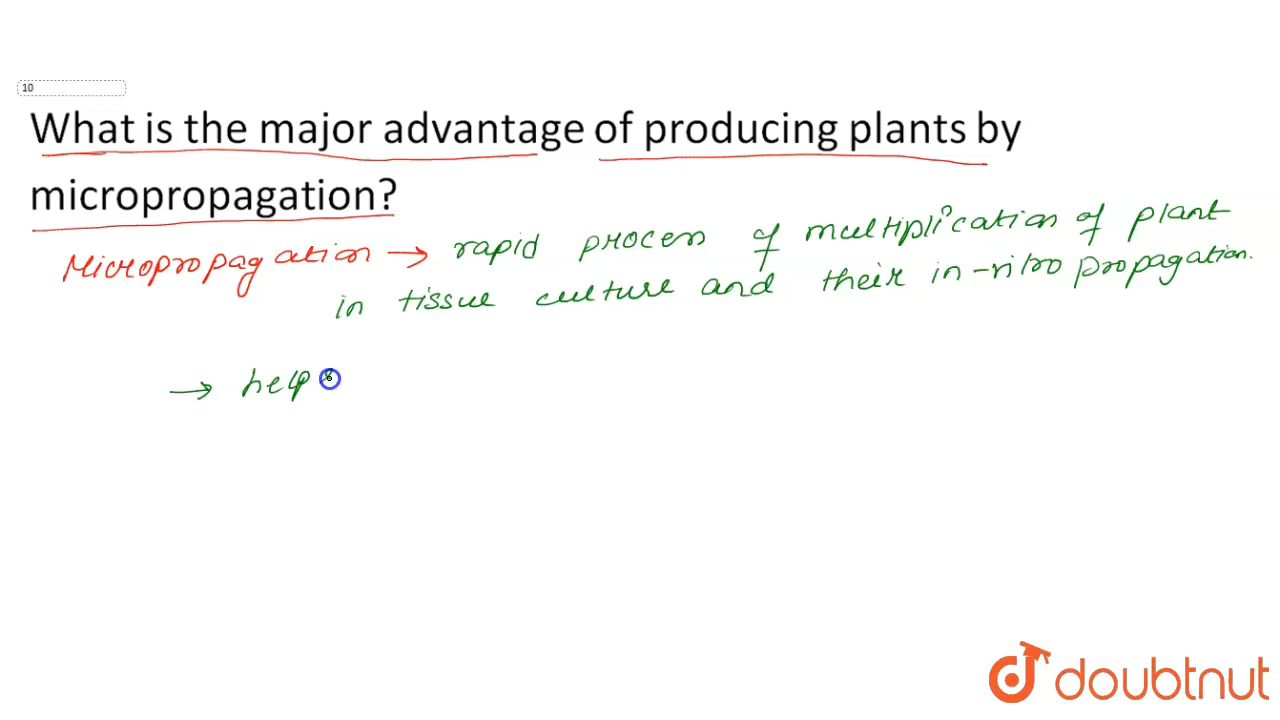 10
What is the major advantage of producing plants by
micropropagation?
Micropropagation → rapid process of multiplication of plant
in tissue culture and their in-vitro propagation.
→ helps
doubtnut